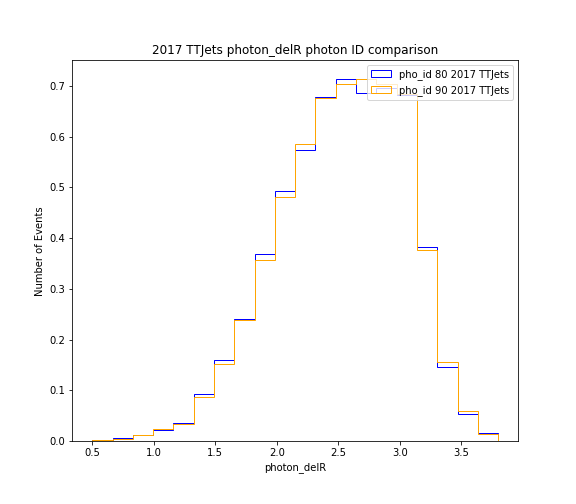 2017 TTJets photon_delR photon ID comparison
pho_id 80 2017 TTJets
pho_id 90 2017 TTJets
Number of Events
0.7
0.6
0.5
0.4
0.3
0.2
0.1
0.0
0.5 1.0 1.5 2.0 2.5 3.0 3.5
photon_delR